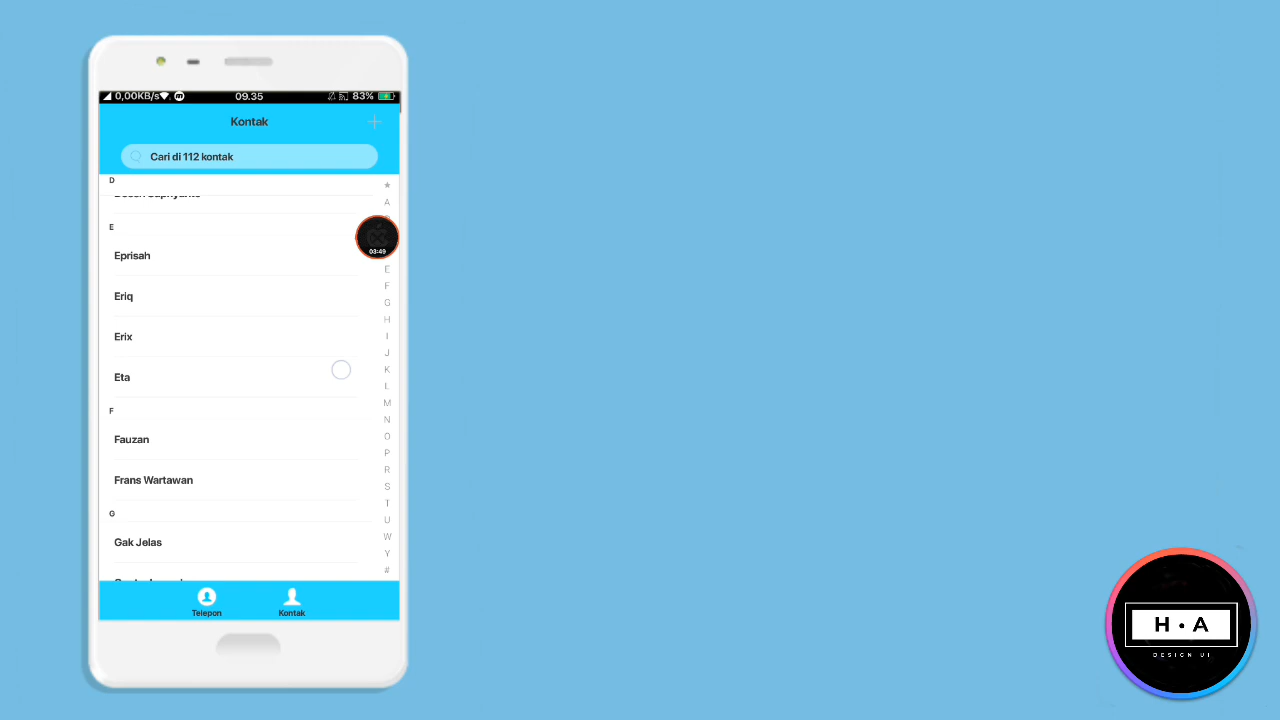 0,00KB/s
09.35
83%
Kontak
Cari di 112 kontak
D
A
E
03:49
Eprisah
E
Eriq
F
G
H
Erix
I
J
Eta
K
L
M
F
N
Fauzan
O
P
R
Frans Wartawan
S
T
G
U
Gak Jelas
W
Y
#
Telepon
Kontak
H • A
DESIGN UI